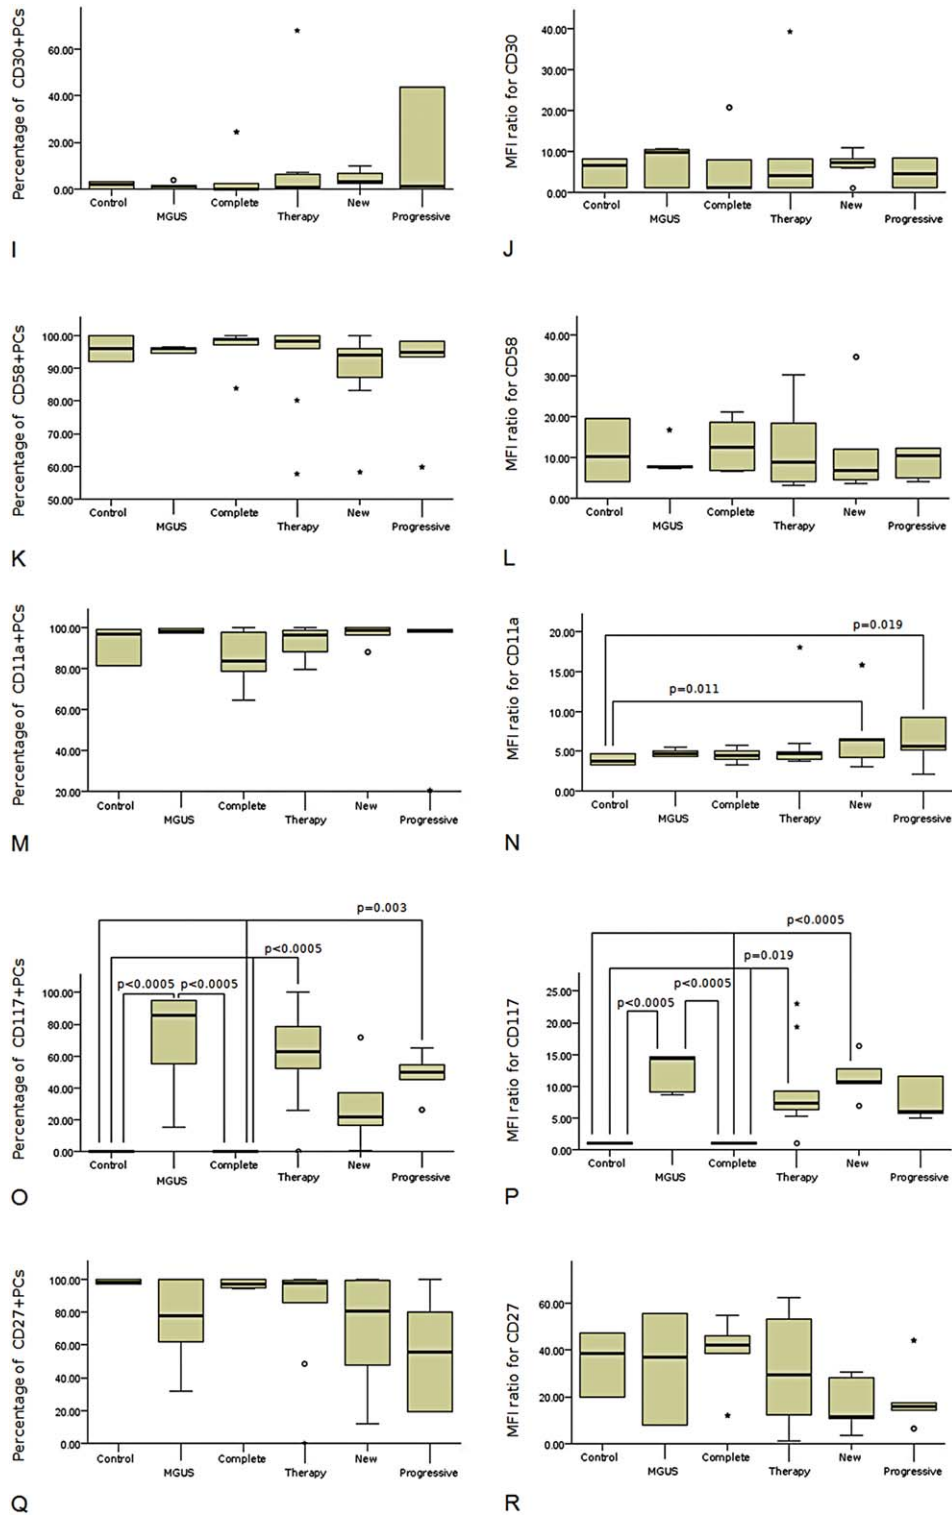 Percentage of CD30+PCs
60.00
40.00
20.00
0.00
Control
MGUS
Complete
Therapy
New
Progressive
I
MFI ratio for CD30
40.00
30.00
20.00
10.00
0.00
Control
MGUS
Complete
Therapy
New
Progressive
J
Percentage of CD58+PCs
100.00
90.00
80.00
70.00
60.00
50.00
Control
MGUS
Complete
Therapy
New
Progressive
K
MFI ratio for CD58
40.00
30.00
20.00
10.00
0.00
Control
MGUS
Complete
Therapy
New
Progressive
L
Percentage of CD11a+PCs
100.00
80.00
60.00
40.00
20.00
Control
MGUS
Complete
Therapy
New
Progressive
M
MFI ratio for CD11a
20.00
15.00
10.00
5.00
0.00
p=0.019
p=0.011
Control
MGUS
Complete
Therapy
New
Progressive
N
Percentage of CD117+PCs
p=0.003
p<0.0005
p<0.0005 p<0.0005
100.00
80.00
60.00
40.00
20.00
0.00
Control
MGUS
Complete
Therapy
New
Progressive
O
MFI ratio for CD117
p<0.0005
p=0.019
p<0.0005
p<0.0005
25.00
20.00
15.00
10.00
5.00
0.00
Control
MGUS
Complete
Therapy
New
Progressive
P
Percentage of CD27+PCs
100.00
80.00
60.00
40.00
20.00
0.00
Control
MGUS
Complete
Therapy
New
Progressive
Q
MFI ratio for CD27
60.00
40.00
20.00
0.00
Control
MGUS
Complete
Therapy
New
Progressive
R